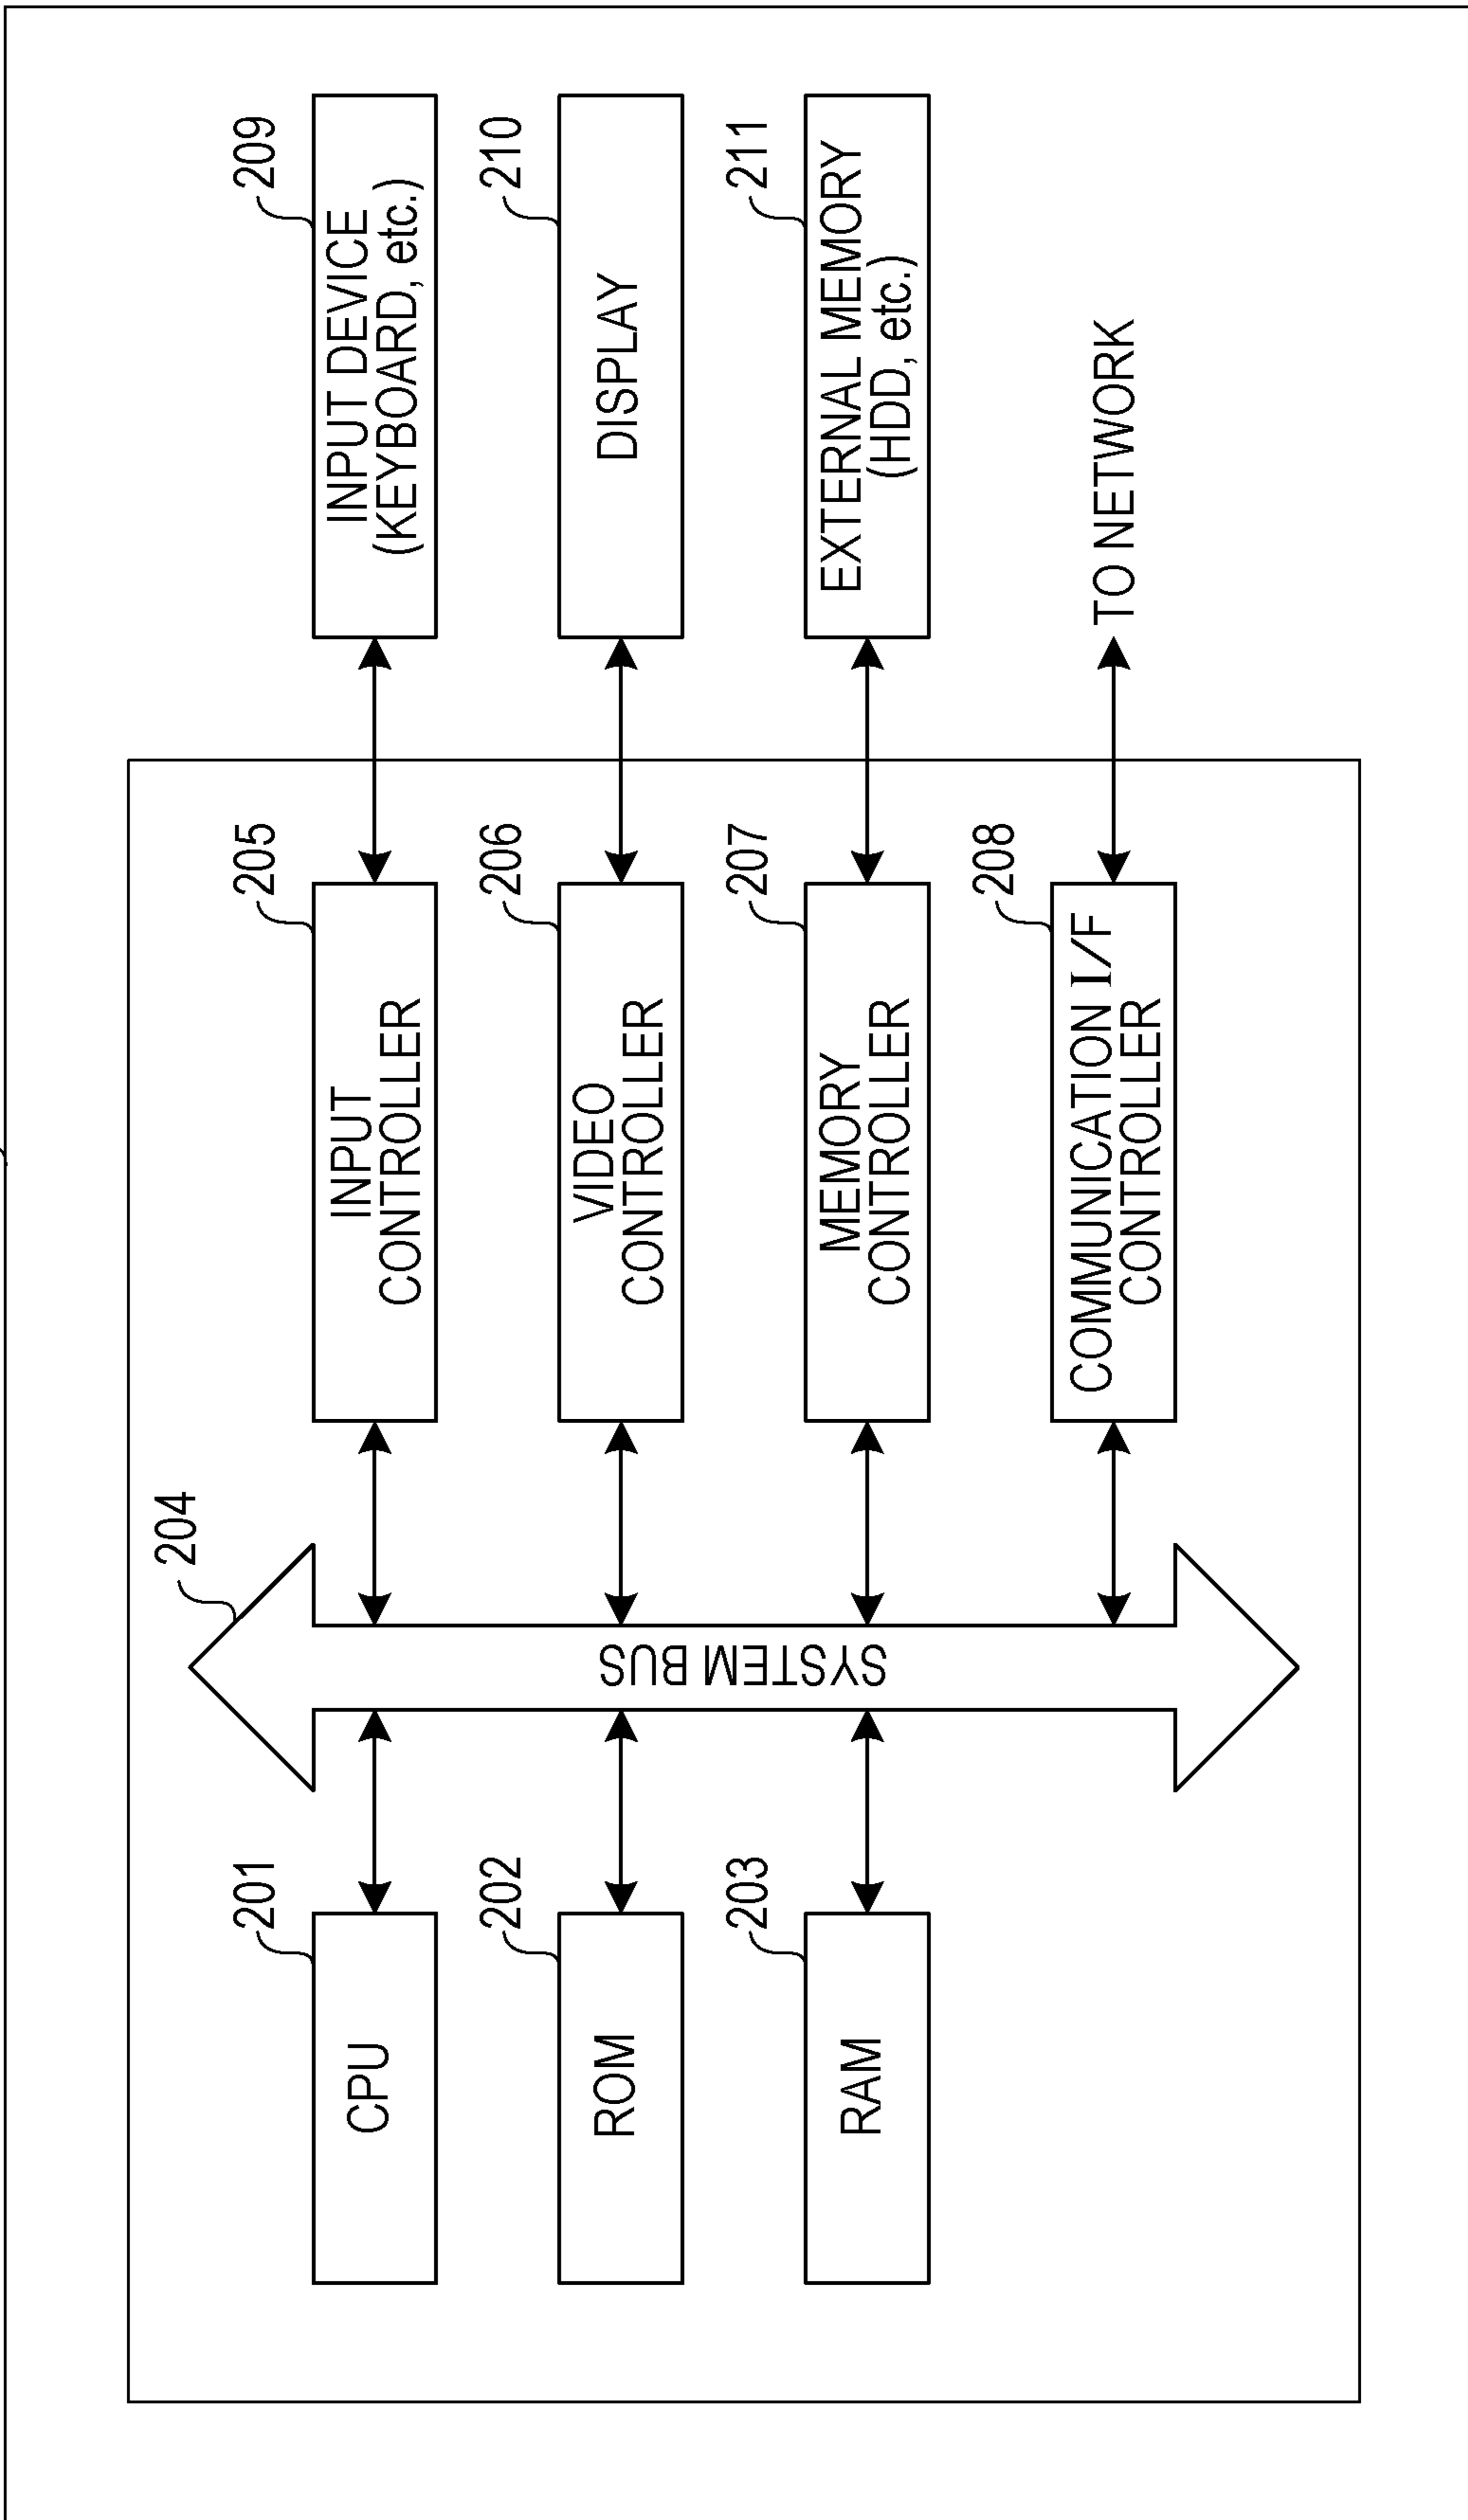 204
201
CPU
205
INPUT
CONTROLLER
209
INPUT DEVICE
(KEYBOARD, etc.)
202
ROM
SYSTEM BUS
206
VIDEO
CONTROLLER
210
DISPLAY
203
RAM
207
MEMORY
CONTROLLER
211
EXTERNAL MEMORY
(HDD, etc.)
208
COMMUNICATION I/F
CONTROLLER
TO NETWORK